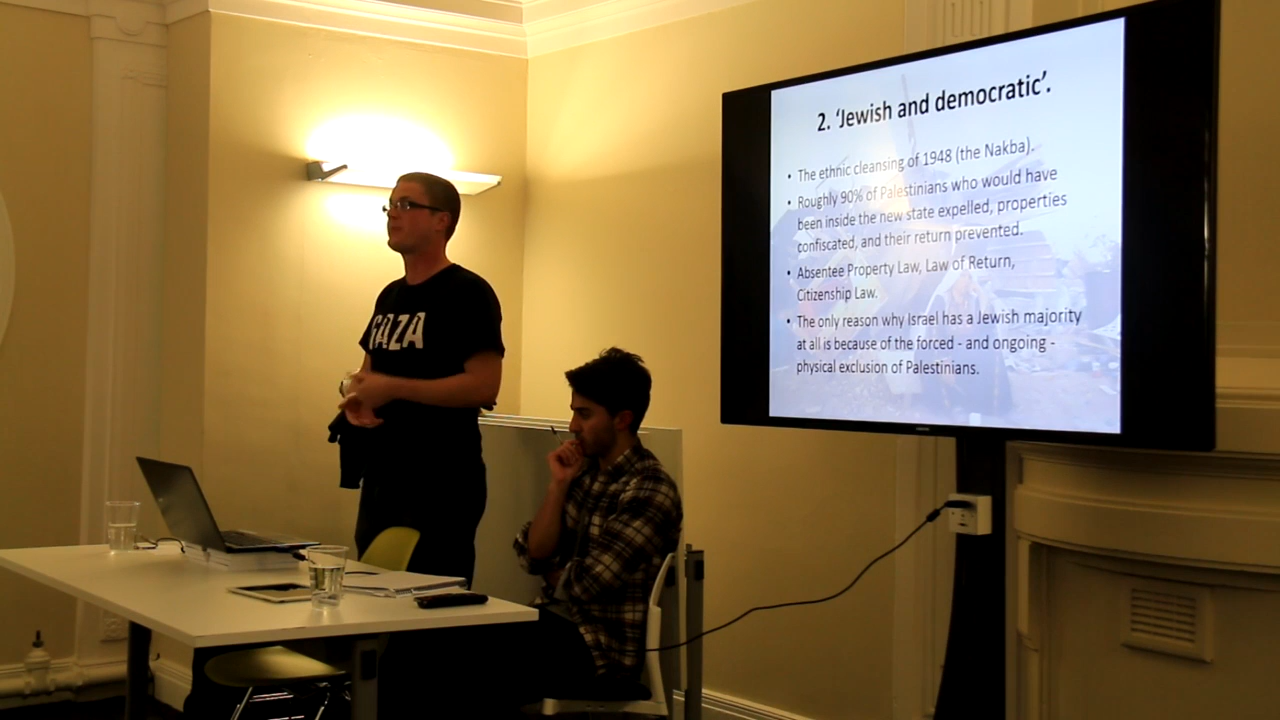 2. ‘Jewish and democratic’.
• The ethnic cleansing of 1948 (the Nakba).
• Roughly 90% of Palestinians who would have
been inside the new state expelled, properties
confiscated, and their return prevented.
• Absentee Property Law, Law of Return,
Citizenship Law.
• The only reason why Israel has a Jewish majority
at all is because of the forced - and ongoing -
physical exclusion of Palestinians.
GAZA